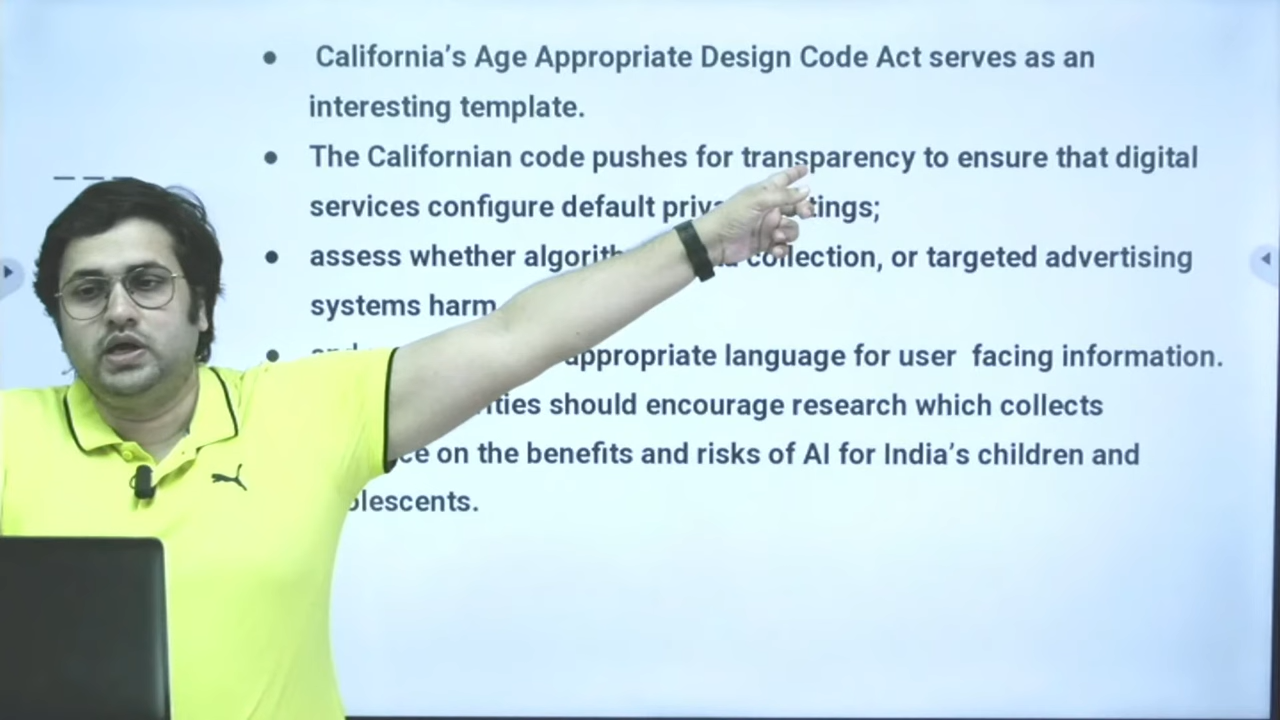 ● California’s Age Appropriate Design Code Act serves as an
interesting template.
● The Californian code pushes for transparency to ensure that digital
services configure default tings;
● assess whether collection, or targeted advertising
systems harm
● appropriate language for user facing information.
should encourage research which collects
on the benefits and risks of AI for India’s children and